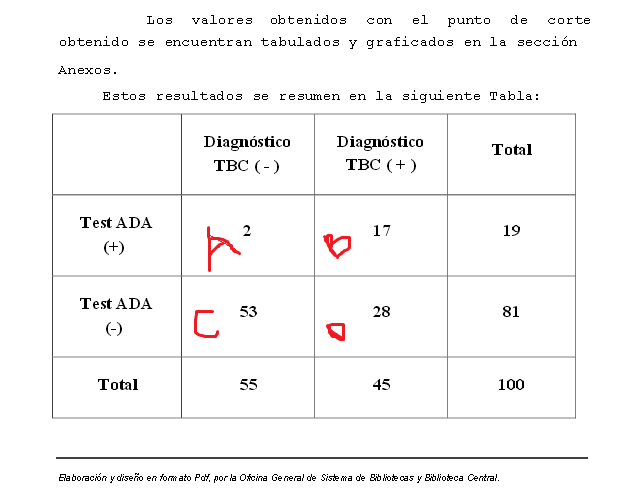 Los valores obtenidos con el punto de corte
obtenido se encuentran tabulados y graficados en la sección
Anexos.
Estos resultados se resumen en la siguiente Tabla:
Diagnóstico TBC ( - ) Diagnóstico TBC ( + ) Total
Test ADA (+) 2 17 19
Test ADA (-) 53 28 81
Total 55 45 100
Elaboración y diseño en formato Pdf, por la Oficina General de Sistema de Bibliotecas y Biblioteca Central.